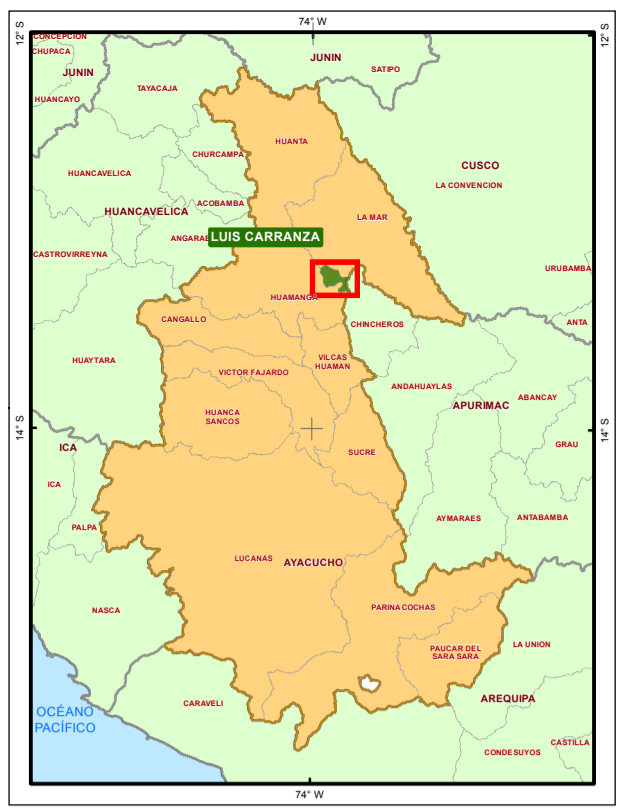 74° W
12° S
12° S
CONCEPCION
CHUPACA
JUNIN
JUNIN
SATIPO
TAYACAJA
HUANCAYO
HUANTA
CHURCAMPA
CUSCO
HUANCAVELICA
LA CONVENCION
ACOBAMBA
HUANCAVELICA
LA MAR
ANGARAE
LUIS CARRANZA
CASTROVIRREYNA
URUBAMBA
HUAMANGA
CANGALLO
CHINCHEROS
ANTA
HUAYTARA
VILCAS
HUAMAN
VICTOR FAJARDO
ANDAHUAYLAS
ABANCAY
APURIMAC
HUANCA
SANCOS
14° S
14° S
GRAU
ICA
SUCRE
ICA
AYMARAES
ANTABAMBA
PALPA
LUCANAS
AYACUCHO
NASCA
PARINACOCHAS
LA UNION
PAUCAR DEL
SARA SARA
CARAVELI
AREQUIPA
OCÉANO
PACÍFICO
CASTILLA
CONDESUYOS
74° W